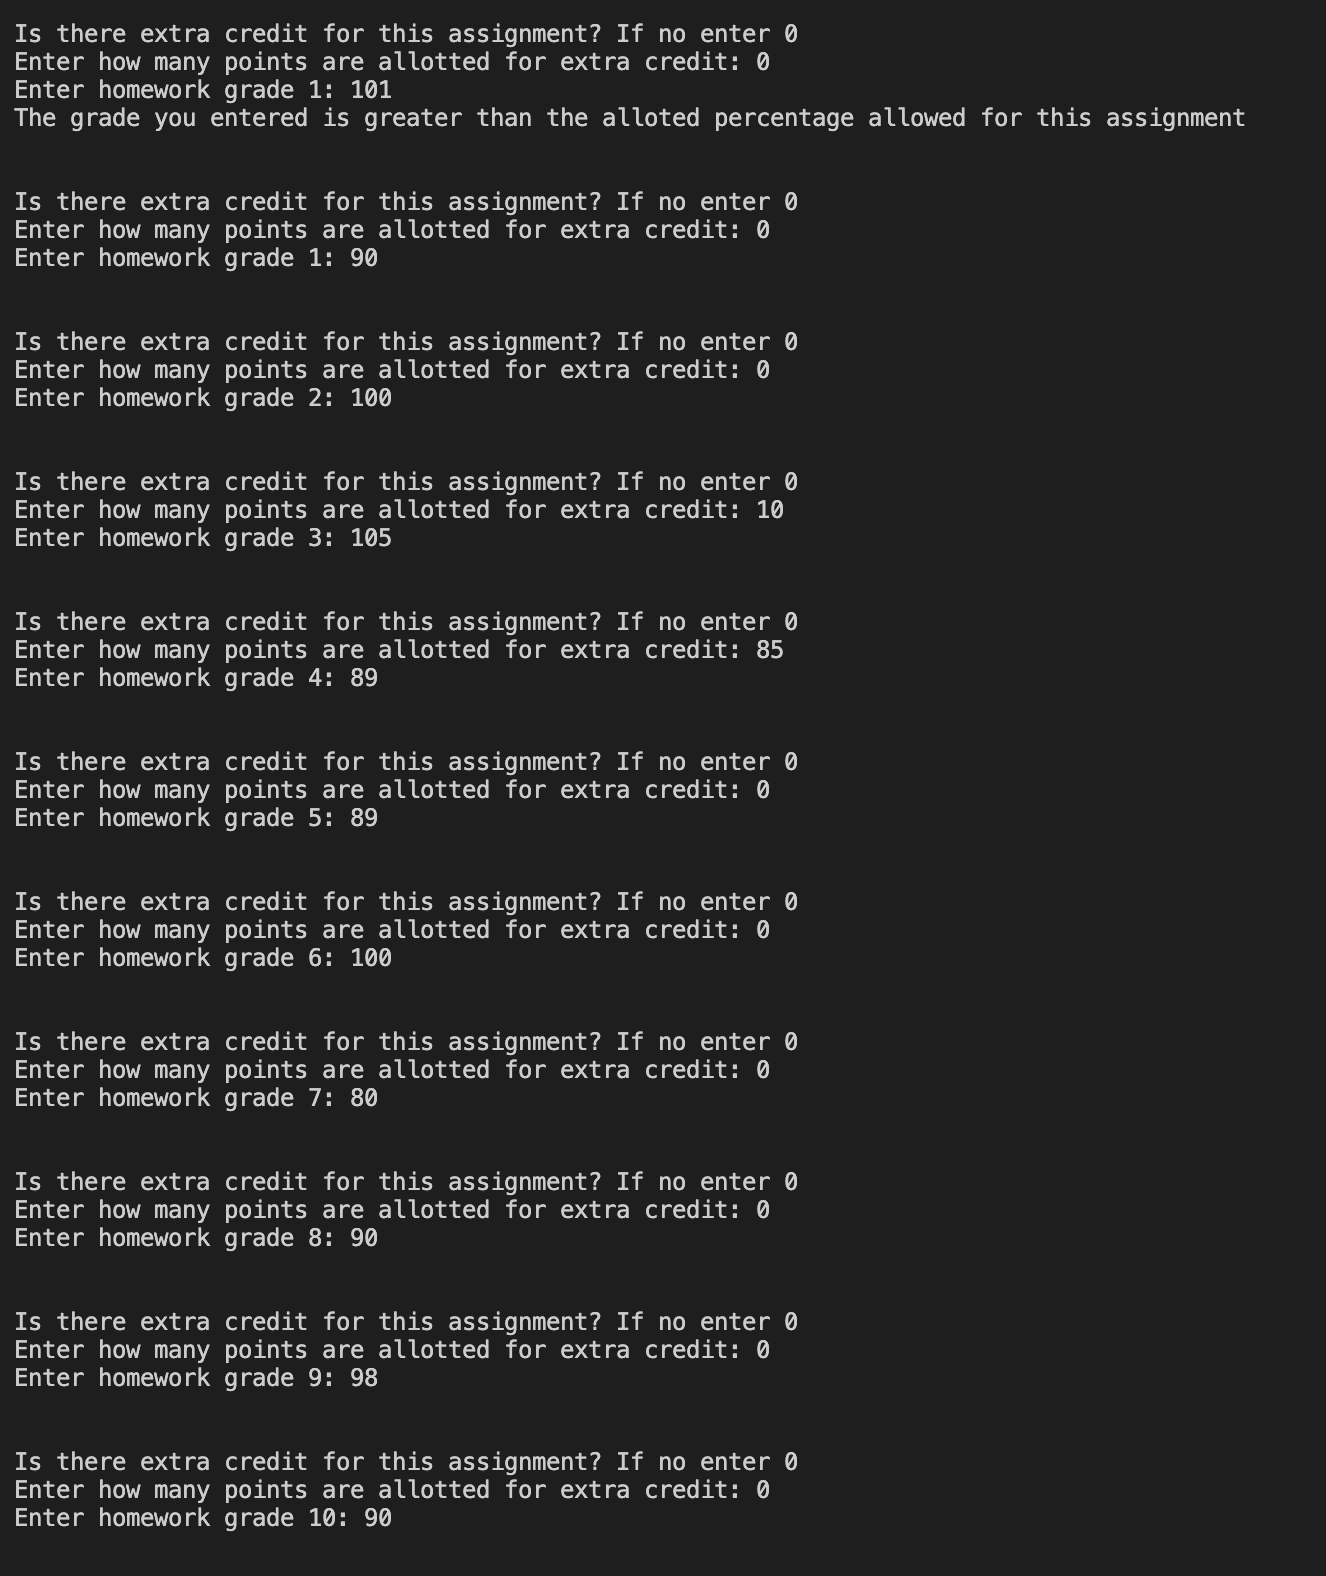 Is there extra credit for this assignment? If no enter 0
Enter how many points are allotted for extra credit: 0
Enter homework grade 1: 101
The grade you entered is greater than the alloted percentage allowed for this assignment
Is there extra credit for this assignment? If no enter 0
Enter how many points are allotted for extra credit: 0
Enter homework grade 1: 90
Is there extra credit for this assignment? If no enter 0
Enter how many points are allotted for extra credit: 0
Enter homework grade 2: 100
Is there extra credit for this assignment? If no enter 0
Enter how many points are allotted for extra credit: 10
Enter homework grade 3: 105
Is there extra credit for this assignment? If no enter 0
Enter how many points are allotted for extra credit: 85
Enter homework grade 4: 89
Is there extra credit for this assignment? If no enter 0
Enter how many points are allotted for extra credit: 0
Enter homework grade 5: 89
Is there extra credit for this assignment? If no enter 0
Enter how many points are allotted for extra credit: 0
Enter homework grade 6: 100
Is there extra credit for this assignment? If no enter 0
Enter how many points are allotted for extra credit: 0
Enter homework grade 7: 80
Is there extra credit for this assignment? If no enter 0
Enter how many points are allotted for extra credit: 0
Enter homework grade 8: 90
Is there extra credit for this assignment? If no enter 0
Enter how many points are allotted for extra credit: 0
Enter homework grade 9: 98
Is there extra credit for this assignment? If no enter 0
Enter how many points are allotted for extra credit: 0
Enter homework grade 10: 90